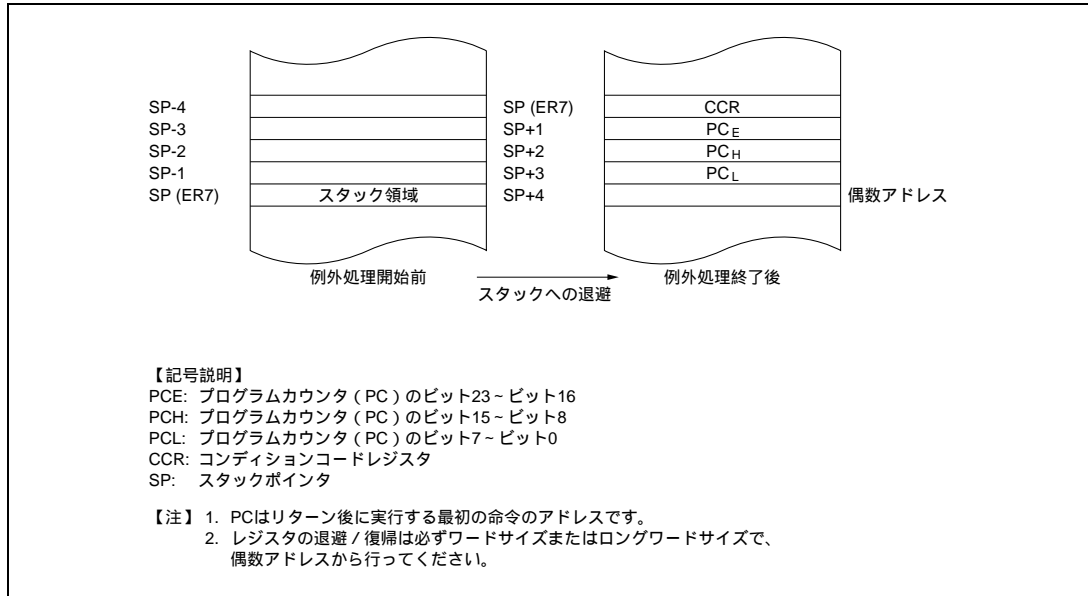 SP-4 SP (ER7) CCR
SP-3 SP+1 PCE
SP-2 SP+2 PCH
SP-1 SP+3 PCL
SP (ER7) スタック領域 SP+4 偶数アドレス
例外処理開始前 スタックへの退避 例外処理終了後
【記号説明】
PCE: プログラムカウンタ（PC）のビット23～ビット16
PCH: プログラムカウンタ（PC）のビット15～ビット8
PCL: プログラムカウンタ（PC）のビット7～ビット0
CCR: コンディションコードレジスタ
SP: スタックポインタ
【注】 1. PCはリターン後に実行する最初の命令のアドレスです。
2. レジスタの退避／復帰は必ずワードサイズまたはロングワードサイズで、
偶数アドレスから行ってください。